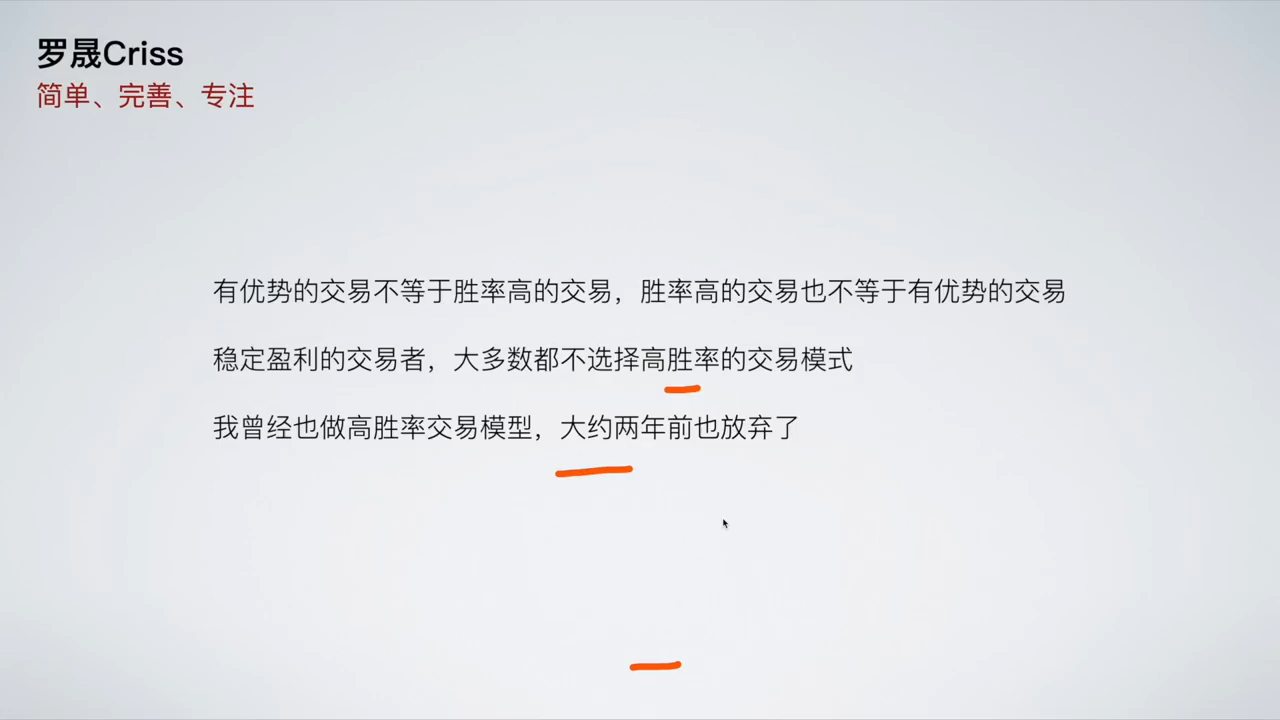 罗晟Criss
简单、完善、专注
有优势的交易不等于胜率高的交易，胜率高的交易也不等于有优势的交易
稳定盈利的交易者，大多数都不选择高胜率的交易模式
我曾经也做高胜率交易模型，大约两年前也放弃了